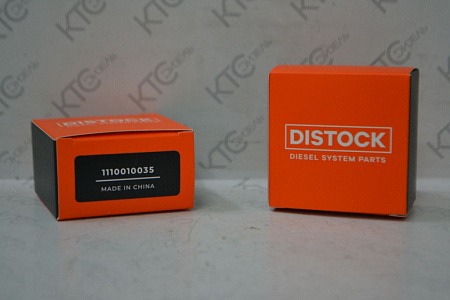 DISTOCK
1110010035
MADE IN CHINA
DISTOCK
DIESEL SYSTEM PARTS